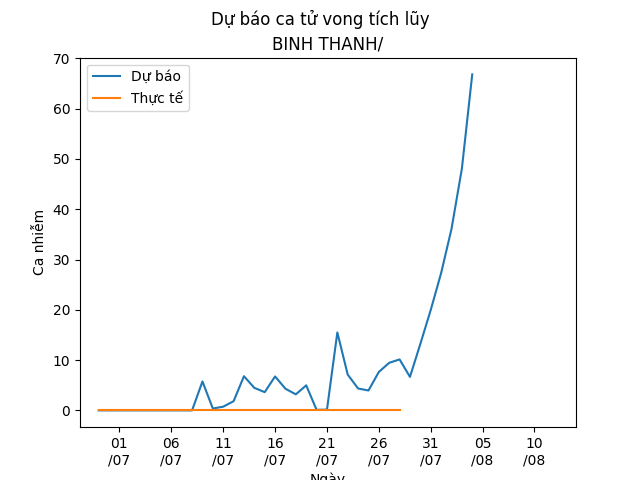 Dự báo ca tử vong tích lũy
BINH THANH/
Dự báo
Thực tế
Ca nhiễm
70
60
50
40
30
20
10
0
01 06 11 16 21 26 31 05 10
/07 /07 /07 /07 /07 /07 /07 /08 /08
Ngày